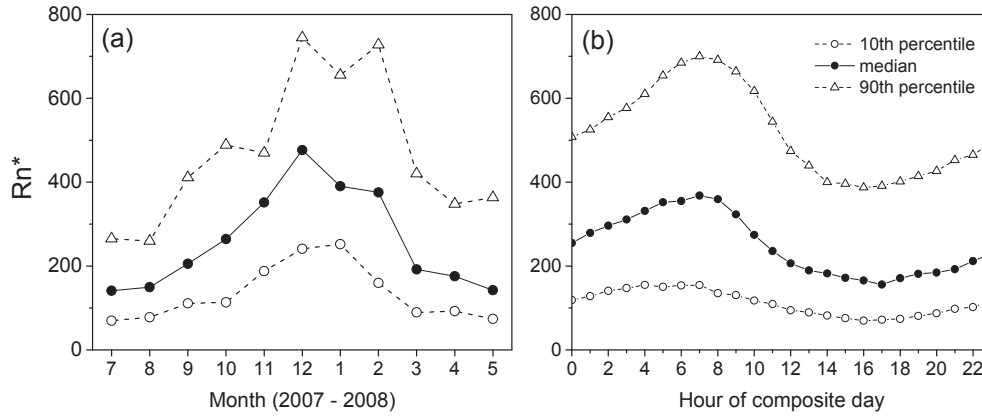 Rn*
800
600
400
200
0
(a)
7 8 9 10 11 12 1 2 3 4 5
Month (2007 - 2008)
800
600
400
200
0
(b)
10th percentile
median
90th percentile
0 2 4 6 8 10 12 14 16 18 20 22
Hour of composite day